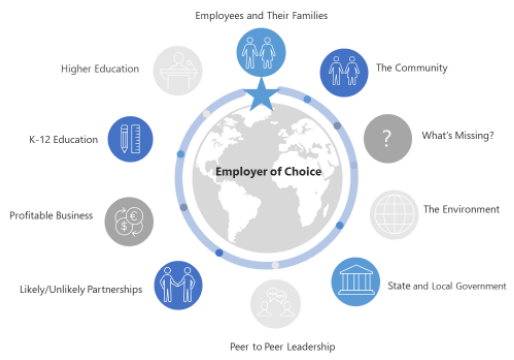 Employees and Their Families
Higher Education
The Community
K-12 Education
?
What's Missing?
Employer of Choice
Profitable Business
€
$
The Environment
Likely/Unlikely Partnerships
State and Local Government
Peer to Peer Leadership